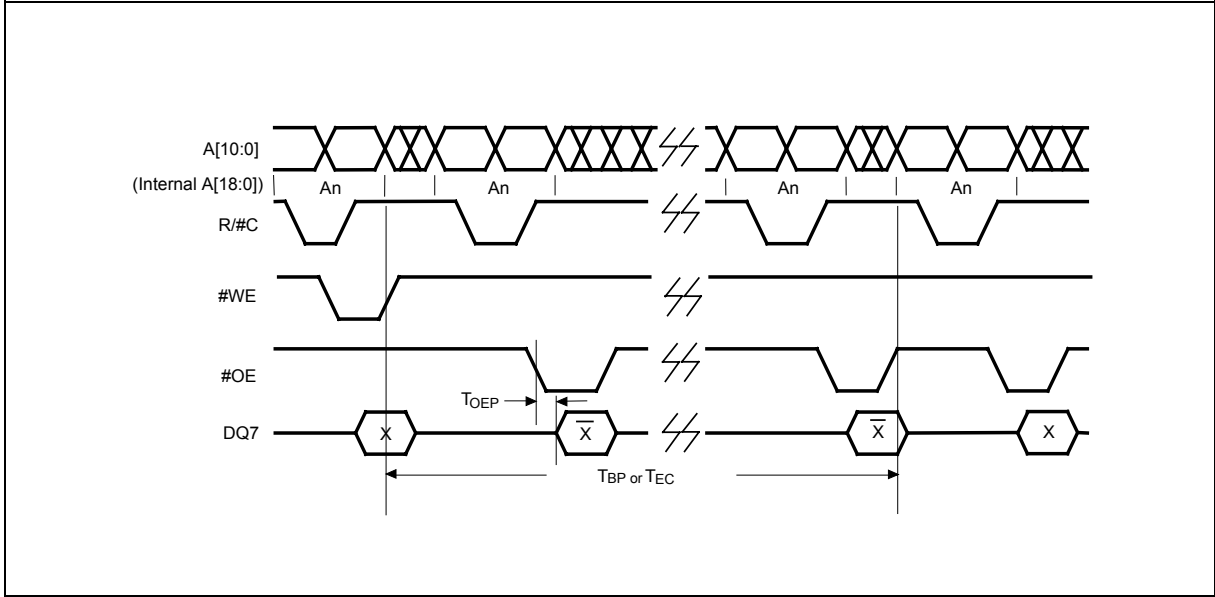 A[10:0]
(Internal A[18:0])
An
An
An
An
R/#C
#WE
#OE
TOEP
DQ7
X
X̅
X̅
X
TBP or TEC